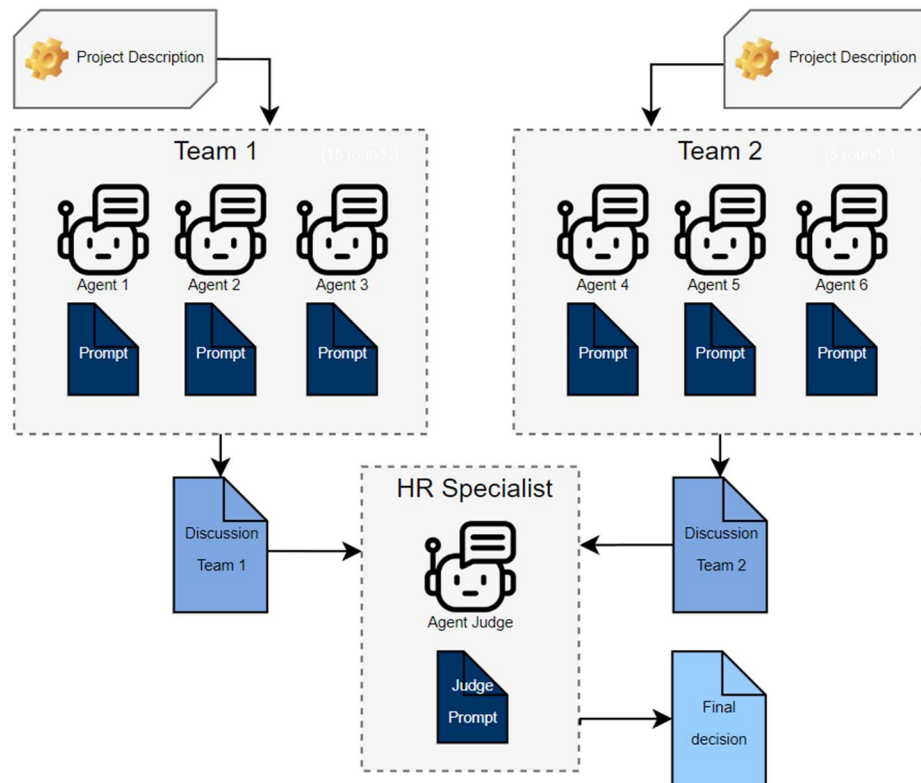 Project Description
Project Description
Team 1 (15 rounds)
Team 2 (5 rounds)
Agent 1
Agent 2
Agent 3
Agent 4
Agent 5
Agent 6
Prompt
Prompt
Prompt
Prompt
Prompt
Prompt
Discussion
Team 1
HR Specialist
Agent Judge
Judge
Prompt
Discussion
Team 2
Final
decision